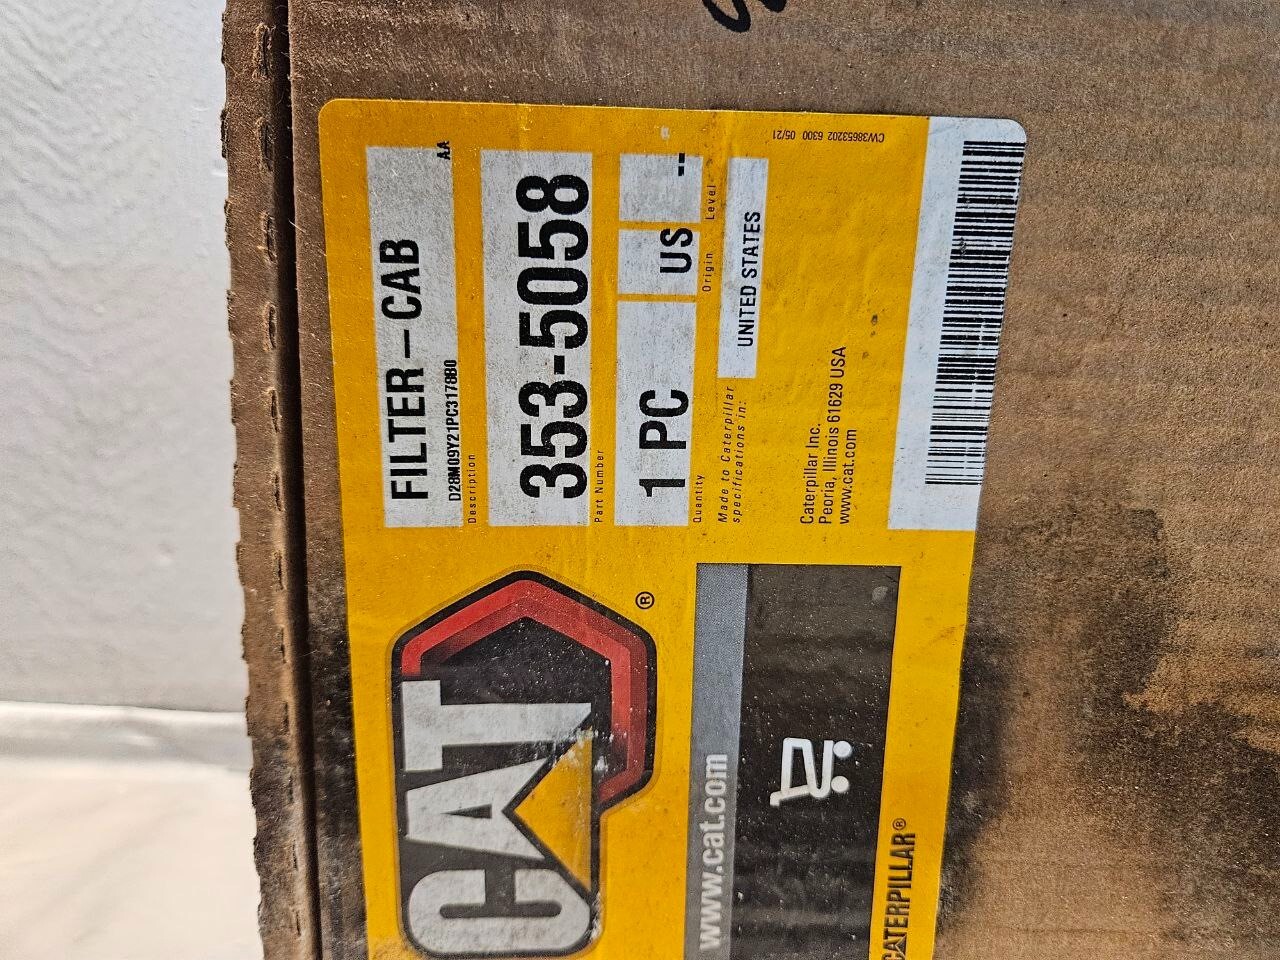 CAT
®
www.cat.com
CATERPILLAR®
FILTER-CAB
AA
D28M09Y21PC3178B0
Description
353-5058
Part Number
1 PC
US
--
Quantity
Origin
Level
Made to Caterpillar
specifications in:
UNITED STATES
Caterpillar Inc.
Peoria, Illinois 61629 USA
www.cat.com
CW38653202 6300 05/21